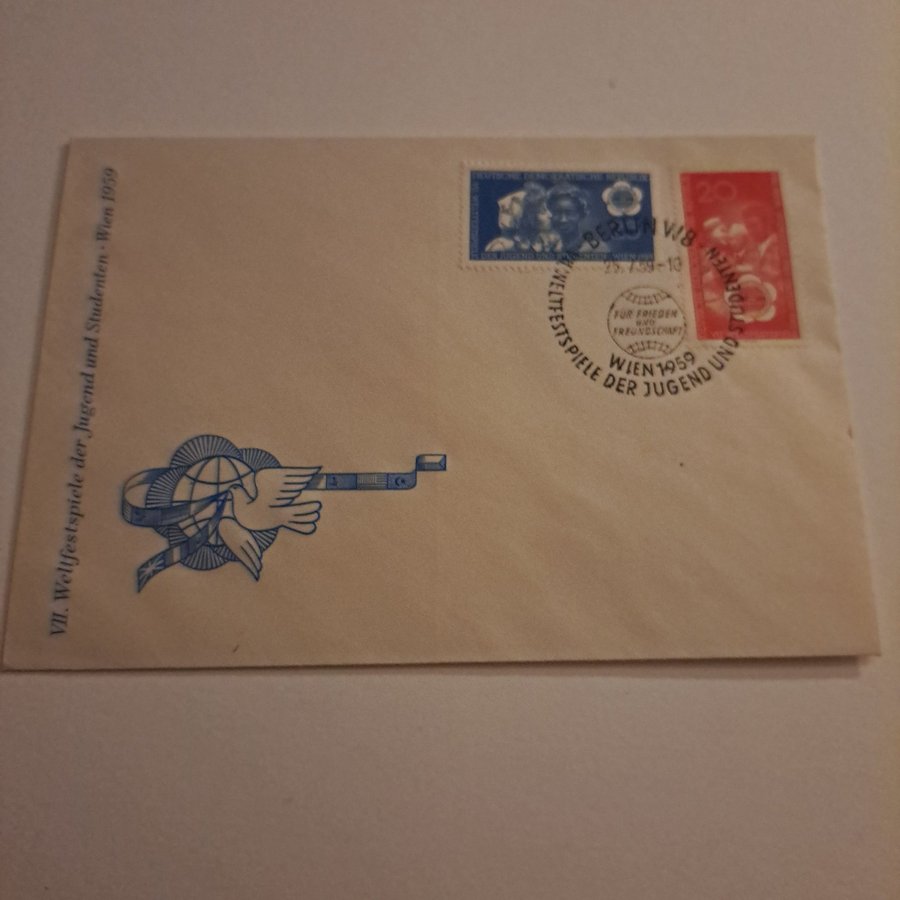 VII. Weltfestspiele der Jugend und Studenten · Wien 1959
DEUTSCHE DEMOKRATISCHE REPUBLIK
DER JUGEND UND STUDENTEN WIEN 1959
20
BERLIN W8
25.7.59-10
WELTFESTSPIELE DER JUGEND UND STUDENTEN
FÜR FRIEDEN
UND
FREUNDSCHAFT
WIEN 1959